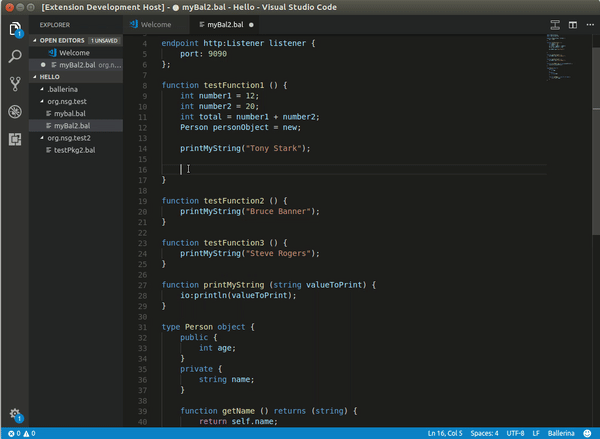 [Extension Development Host] - ● myBal2.bal - Hello - Visual Studio Code
EXPLORER
OPEN EDITORS 1 UNSAVED
Welcome
myBal2.bal org.n...
HELLO
.ballerina
org.nsg.test
mybal.bal
myBal2.bal
org.nsg.test2
testPkg2.bal
Welcome
myBal2.bal
4 endpoint http:Listener listener {
5 port: 9090
6 };
7
8 function testFunction1 () {
9 int number1 = 12;
10 int number2 = 20;
11 int total = number1 + number2;
12 Person personObject = new;
13
14 printMyString("Tony Stark");
15
16
17 }
18
19 function testFunction2 () {
20 printMyString("Bruce Banner");
21 }
22
23 function testFunction3 () {
24 printMyString("Steve Rogers");
25 }
26
27 function printMyString (string valueToPrint) {
28 io:println(valueToPrint);
29 }
30
31 type Person object {
32 public {
33 int age;
34 }
35 private {
36 string name;
37 }
38
39 function getName () returns (string) {
40 return self.name;
1
1
0 0
Ln 16, Col 5
Spaces: 4
UTF-8
LF
Ballerina